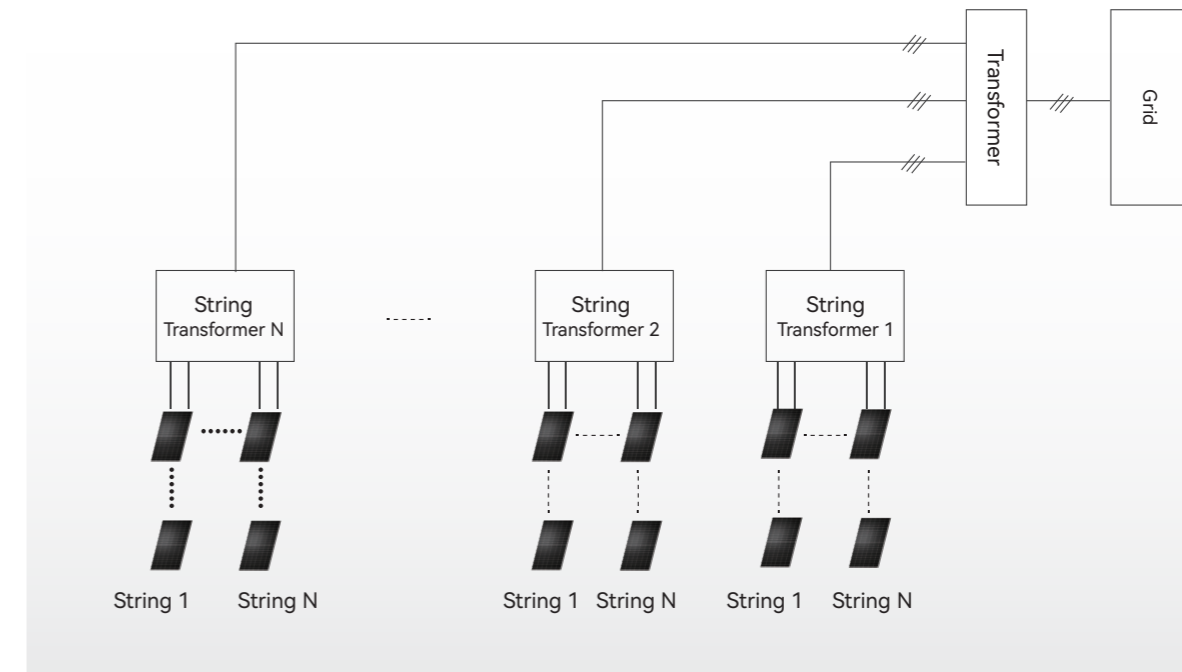 Transformer
Grid
String
Transformer N
String
Transformer 2
String
Transformer 1
String 1
String N
String 1
String N
String 1
String N